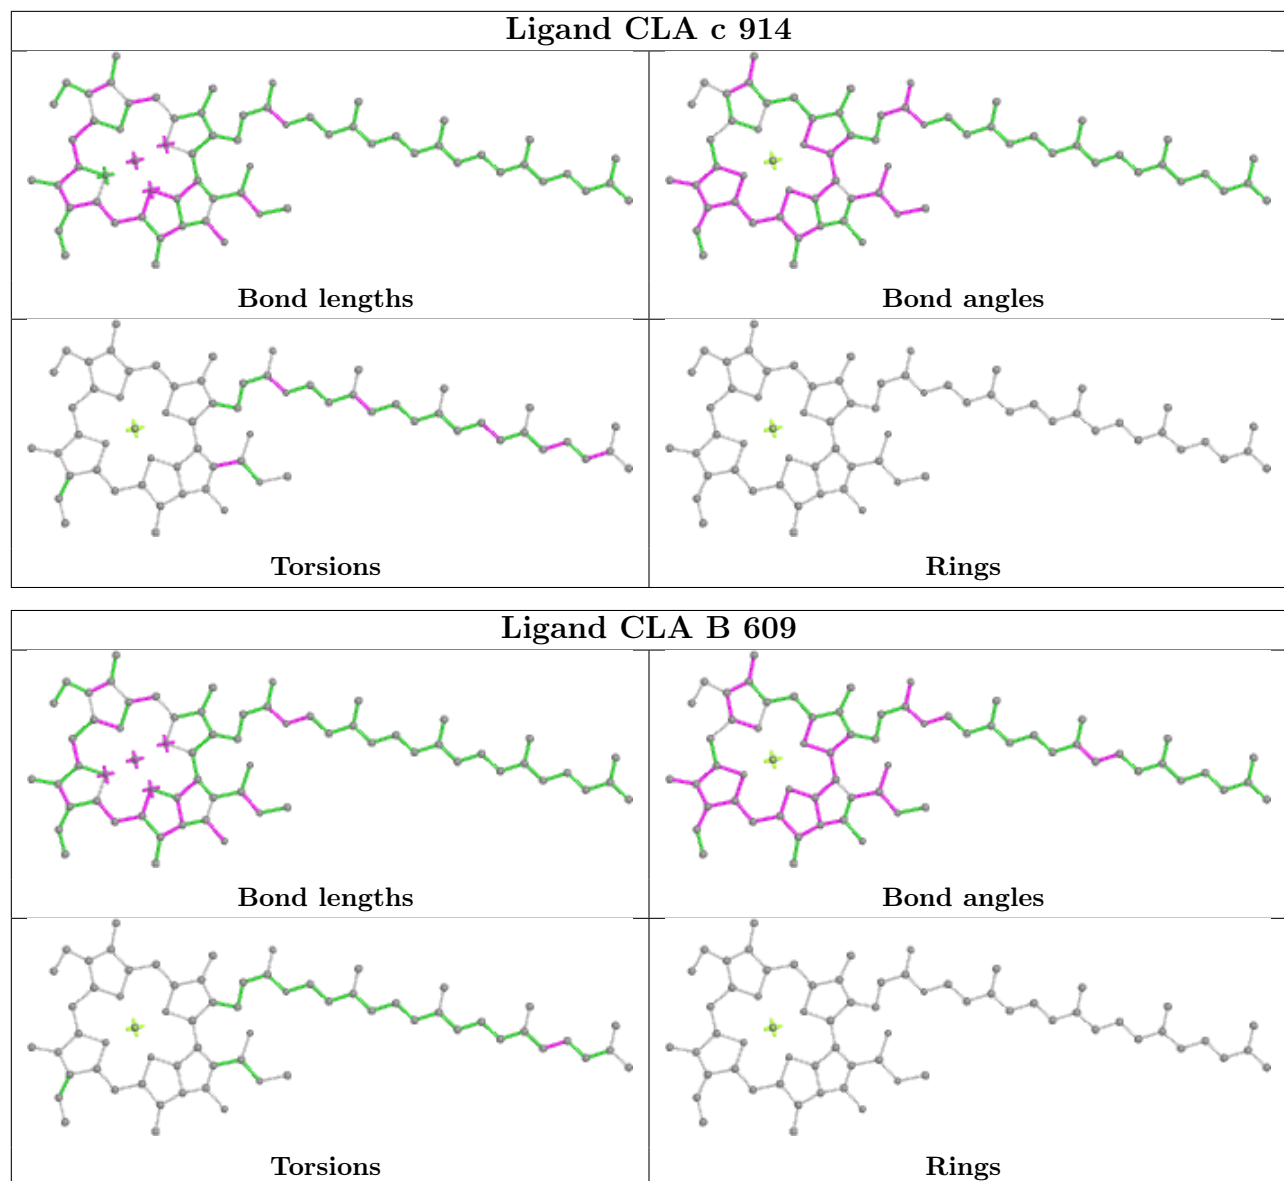 Ligand CLA c 914
Bond lengths
Bond angles
Torsions
Rings
Ligand CLA B 609
Bond lengths
Bond angles
Torsions
Rings